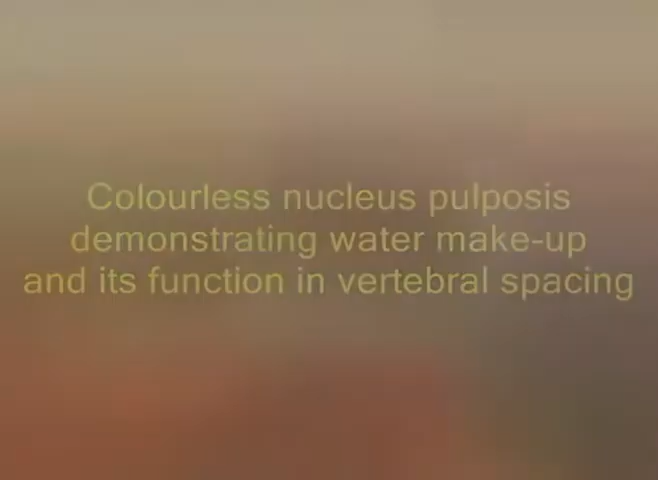 Colourless nucleus pulposis
demonstrating water make-up
and its function in vertebral spacing